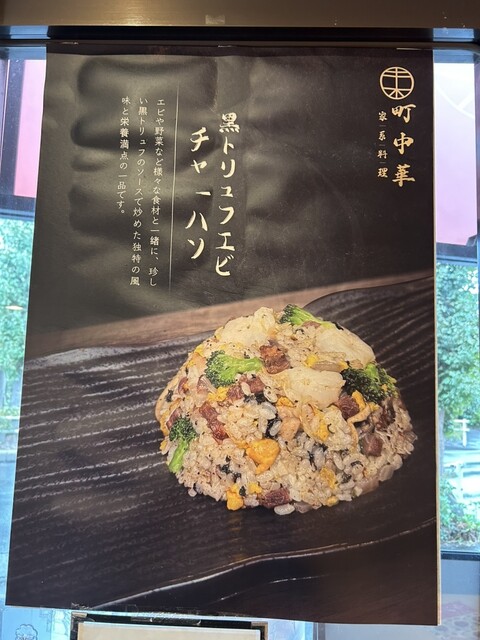 町中華
家系料理
黒トリュフエビ
チャーハソ
エビや野菜など様々な食材と一緒に、珍し
い黒トリュフのソースで炒めた独特の風
味と栄養満点の一品です。